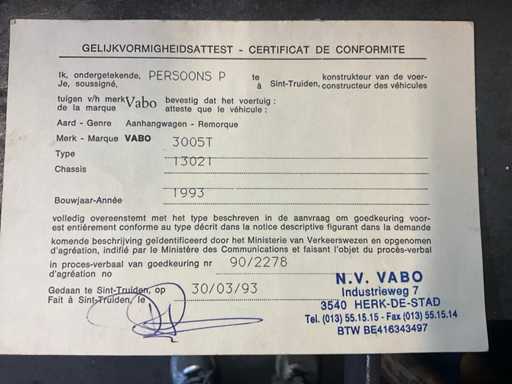 GELIJKVORMIGHEIDSATTEST - CERTIFICAT DE CONFORMITE
Ik, ondergetekende, PERSOONS P te konstrukteur van de voer-
Je, soussigné, à Sint-Truiden, constructeur des véhicules
tuigen v/h merk Vabo bevestig dat het voertuig :
de la marque atteste que le véhicule :
Aard - Genre Aanhangwagen - Remorque
Merk - Marque VABO 3005T
Type 13021
Chassis
Bouwjaar-Année 1993
volledig overeenstemt met het type beschreven in de aanvraag om goedkeuring voor-
est entièrement conforme au type décrit dans la notice descriptive figurant dans la demande
komende beschrijving geïdentificeerd door het Ministerie van Verkeerswezen en opgenomen
d'agréation, indifié par le Ministère des Communications et faisant l'objet du procès-verbal
in proces-verbaal van goedkeuring nr 90/2278
d'agréation no
Gedaan te Sint-Truiden, op 30/03/93
Fait à Sint-Truiden, le
N.V. VABO
Industrieweg 7
3540 HERK-DE-STAD
Tel. (013) 55.15.15 - Fax (013) 55.15.14
BTW BE416343497